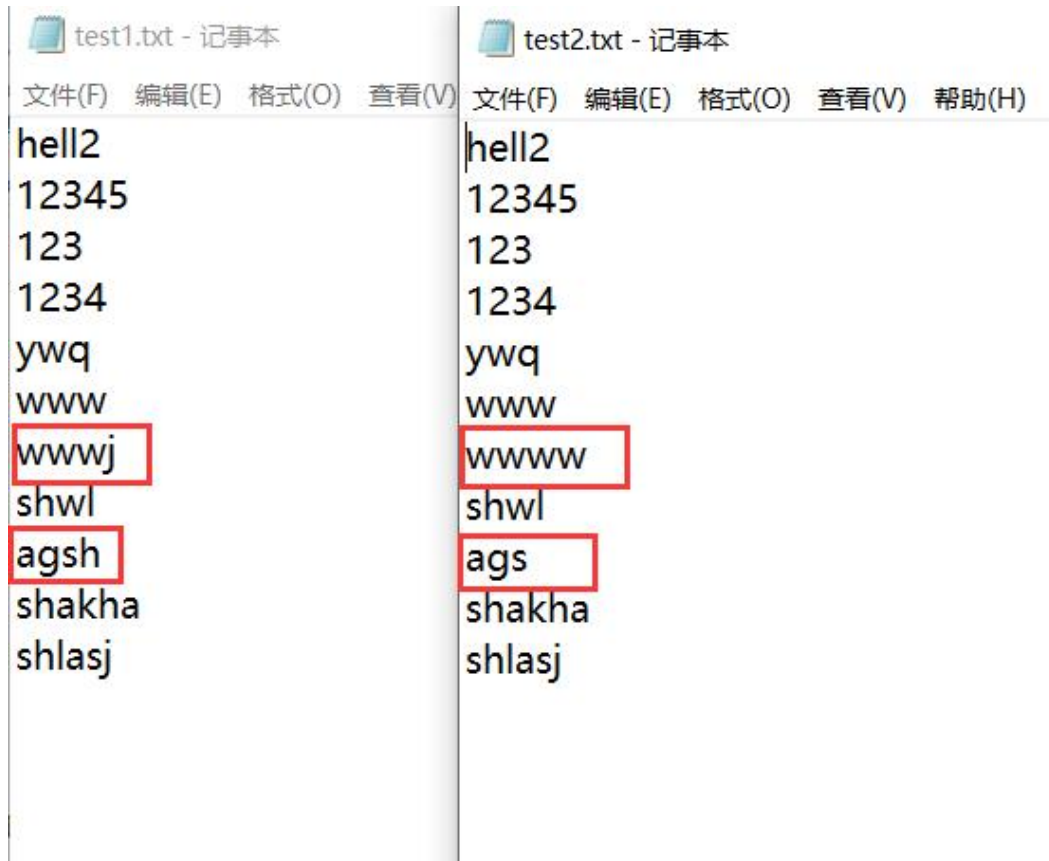 test1.txt - 记事本
文件(F) 编辑(E) 格式(O) 查看(V)
hell2
12345
123
1234
ywq
www
wwwj
shwl
agsh
shakha
shlasj
test2.txt - 记事本
文件(F) 编辑(E) 格式(O) 查看(V) 帮助(H)
hell2
12345
123
1234
ywq
www
wwww
shwl
ags
shakha
shlasj